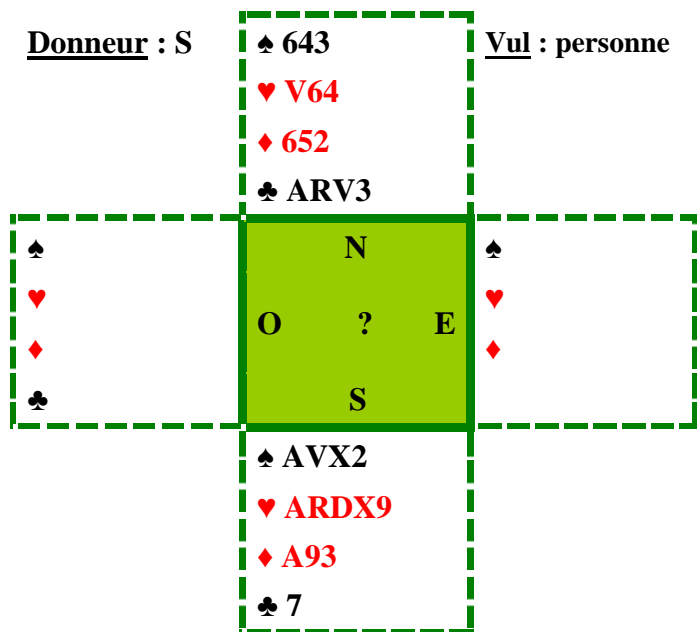 Donneur : S
♠ 643
Vul : personne
♥ V64
♦ 652
♣ ARV3
♠
N
♠
♥
♥
O ? E
♦
♦
♣
S
♠ AVX2
♥ ARDX9
♦ A93
♣ 7